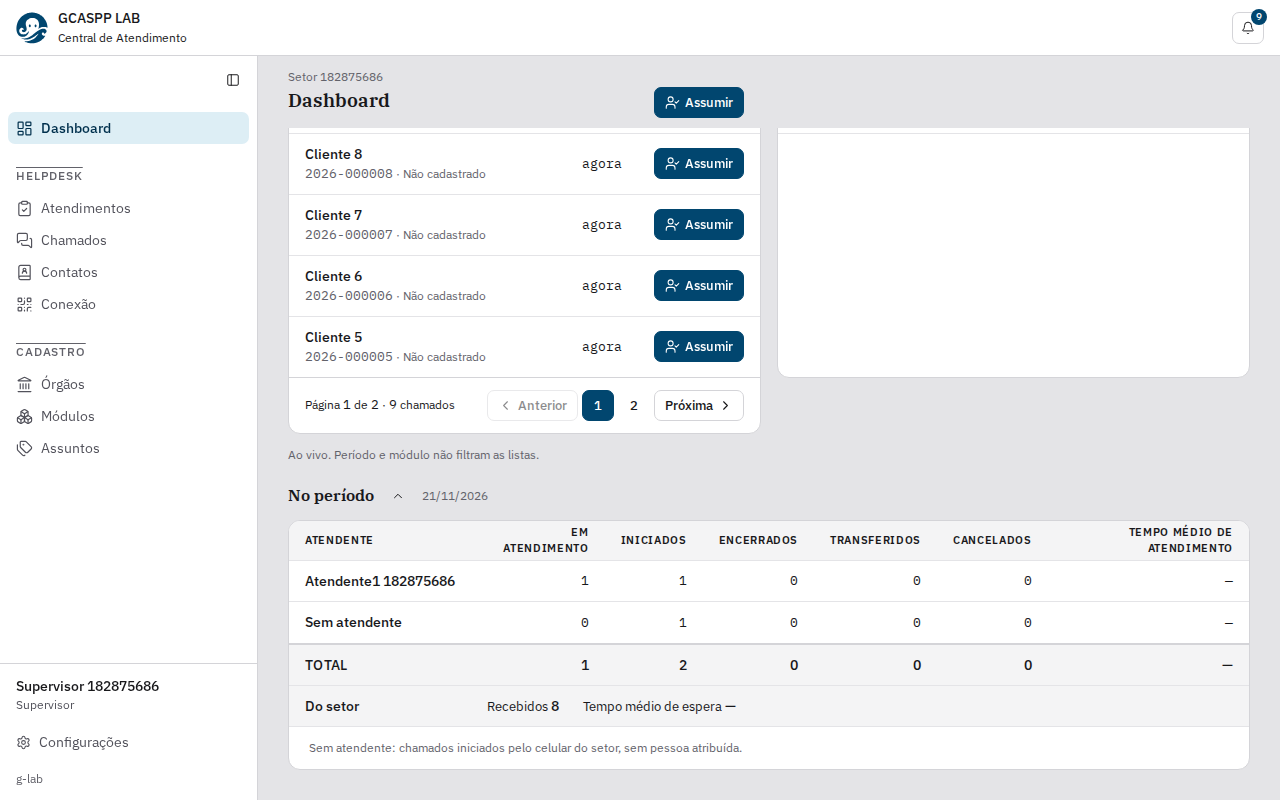 GCASPP LAB
Central de Atendimento
9
Dashboard
HELPDESK
Atendimentos
Chamados
Contatos
Conexão
CADASTRO
Órgãos
Módulos
Assuntos
Supervisor 182875686
Supervisor
Configurações
g-lab
Setor 182875686
Dashboard
Assumir
Cliente 8
2026-000008 · Não cadastrado
agora
Assumir
Cliente 7
2026-000007 · Não cadastrado
agora
Assumir
Cliente 6
2026-000006 · Não cadastrado
agora
Assumir
Cliente 5
2026-000005 · Não cadastrado
agora
Assumir
Página 1 de 2 · 9 chamados
Anterior
1
2
Próxima
Ao vivo. Período e módulo não filtram as listas.
No período 21/11/2026
ATENDENTE EM ATENDIMENTO INICIADOS ENCERRADOS TRANSFERIDOS CANCELADOS TEMPO MÉDIO DE ATENDIMENTO
Atendente1 182875686 1 1 0 0 0 —
Sem atendente 0 1 0 0 0 —
TOTAL 1 2 0 0 0 —
Do setor Recebidos 8 Tempo médio de espera —
Sem atendente: chamados iniciados pelo celular do setor, sem pessoa atribuída.